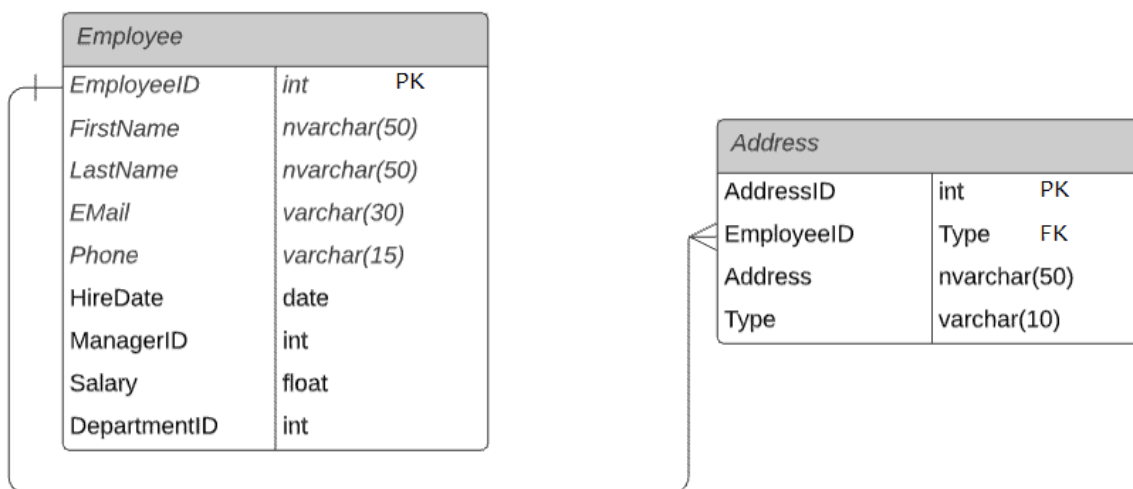 Employee
EmployeeID int PK
FirstName nvarchar(50)
LastName nvarchar(50)
EMail varchar(30)
Phone varchar(15)
HireDate date
ManagerID int
Salary float
DepartmentID int
Address
AddressID int PK
EmployeeID Type FK
Address nvarchar(50)
Type varchar(10)